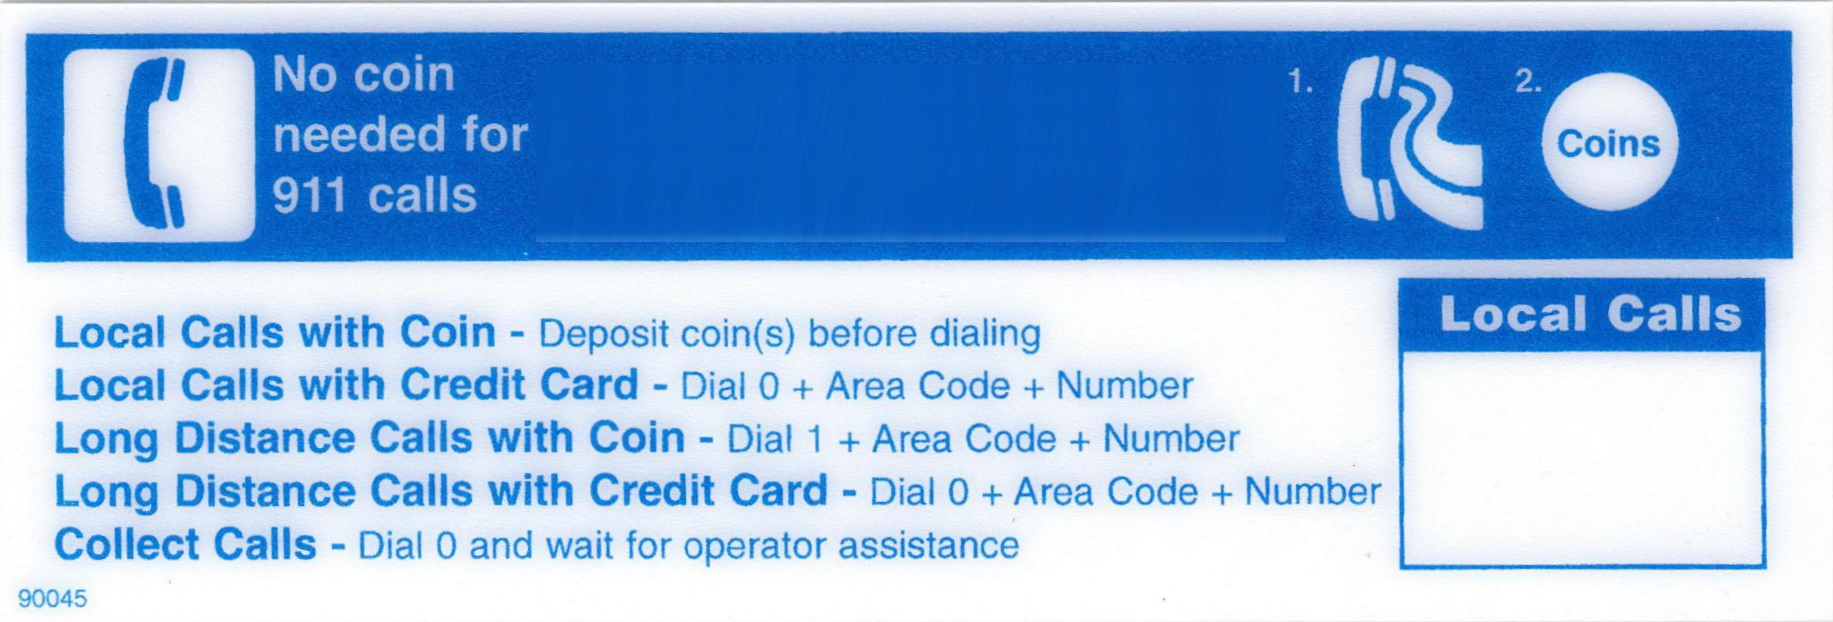 No coin
needed for
911 calls
1.
2.
Coins
Local Calls with Coin - Deposit coin(s) before dialing
Local Calls with Credit Card - Dial 0 + Area Code + Number
Long Distance Calls with Coin - Dial 1 + Area Code + Number
Long Distance Calls with Credit Card - Dial 0 + Area Code + Number
Collect Calls - Dial 0 and wait for operator assistance
Local Calls
90045